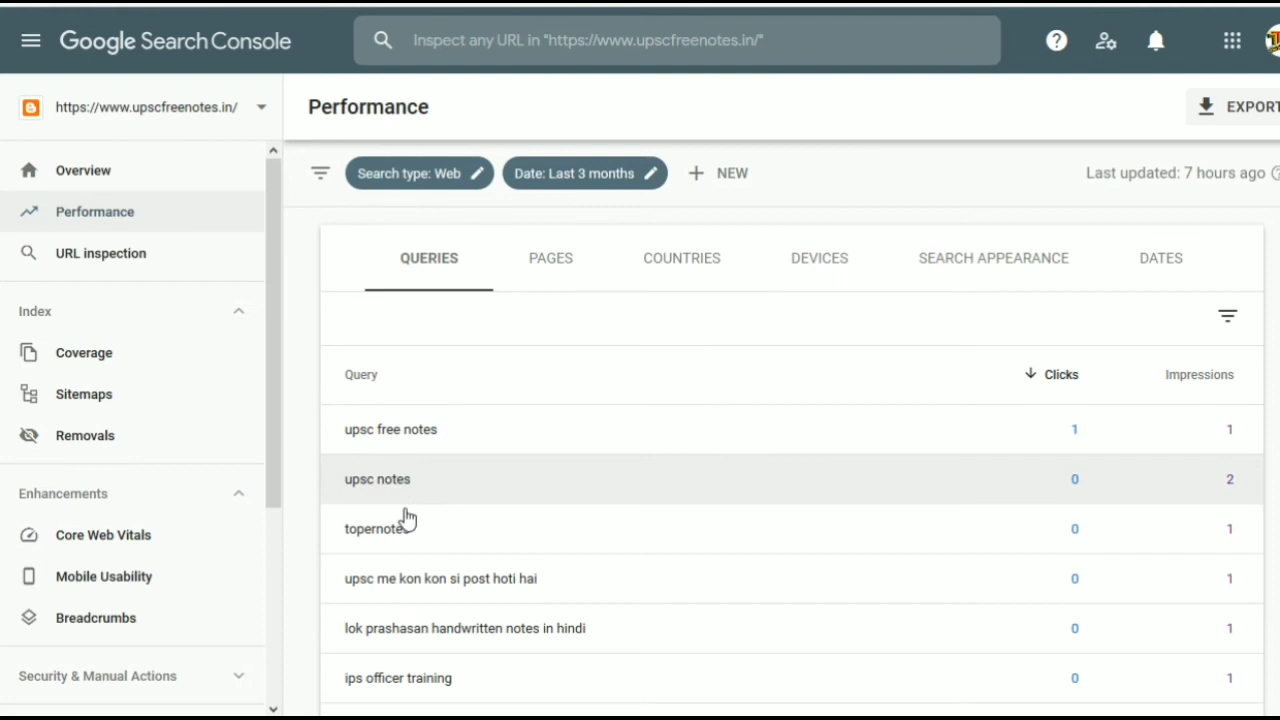 Google Search Console
Inspect any URL in "https://www.upscfreenotes.in/"
https://www.upscfreenotes.in/
Performance
EXPORT
Overview
Performance
URL inspection
Index
Coverage
Sitemaps
Removals
Enhancements
Core Web Vitals
Mobile Usability
Breadcrumbs
Security & Manual Actions
Search type: Web
Date: Last 3 months
NEW
Last updated: 7 hours ago
QUERIES PAGES COUNTRIES DEVICES SEARCH APPEARANCE DATES
Query Clicks Impressions
upsc free notes 1 1
upsc notes 0 2
topernotes 0 1
upsc me kon kon si post hoti hai 0 1
lok prashasan handwritten notes in hindi 0 1
ips officer training 0 1